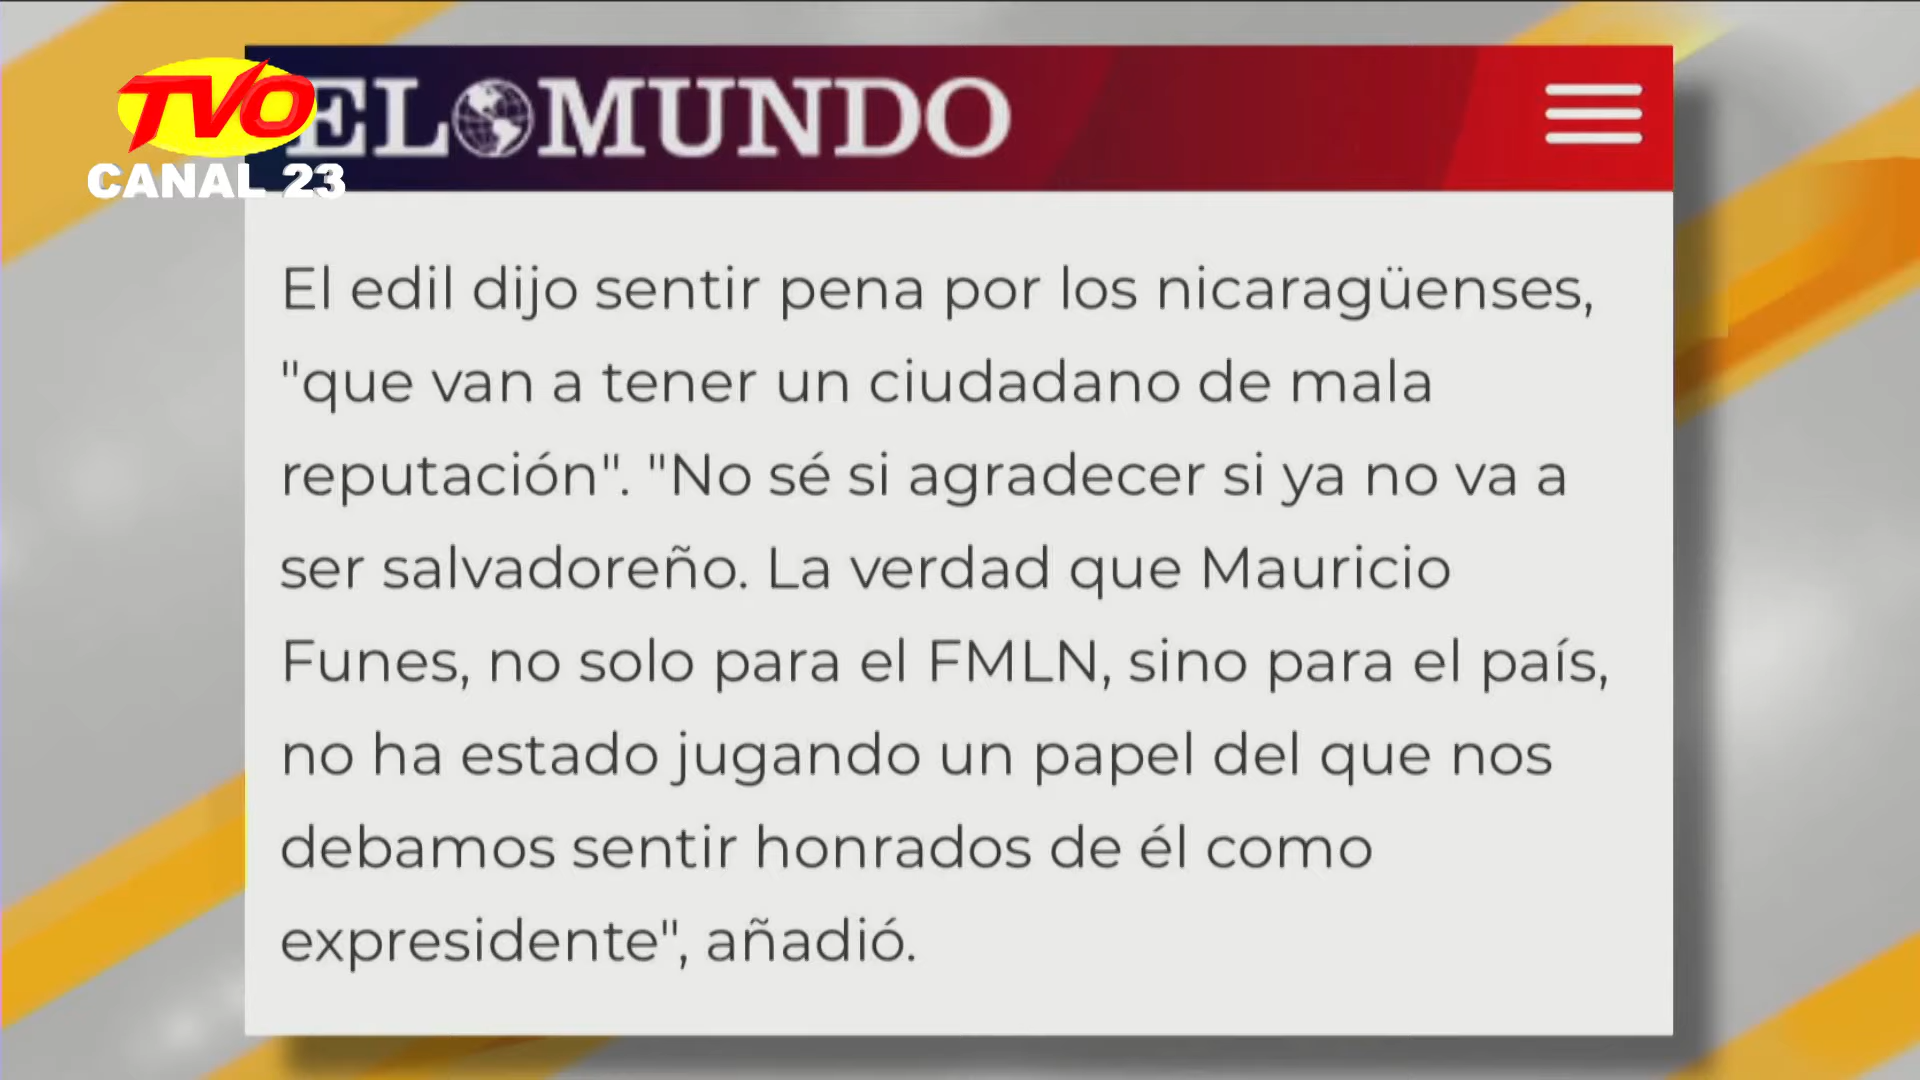 TVO
CANAL 23
EL MUNDO
El edil dijo sentir pena por los nicaragüenses,
"que van a tener un ciudadano de mala
reputación". "No sé si agradecer si ya no va a
ser salvadoreño. La verdad que Mauricio
Funes, no solo para el FMLN, sino para el país,
no ha estado jugando un papel del que nos
debamos sentir honrados de él como
expresidente", añadió.